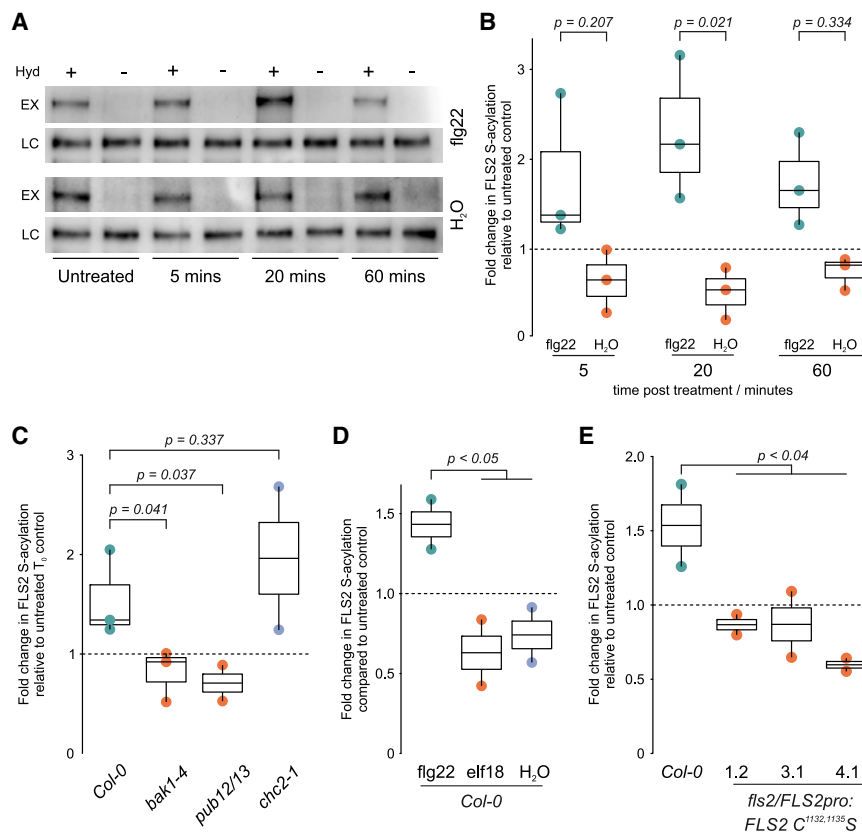 A
Hyd + - + - + - + -
EX
LC
flg22
EX
LC
H₂O
Untreated 5 mins 20 mins 60 mins
B
p = 0.207 p = 0.021 p = 0.334
3
2
1
0
Fold change in FLS2 S-acylation
relative to untreated control
flg22 H₂O flg22 H₂O flg22 H₂O
5 20 60
time post treatment / minutes
C
p = 0.337
p = 0.037
p = 0.041
3
2
1
0
Fold change in FLS2 S-acylation
relative to untreated T₀ control
Col-0 bak1-4 pub12/13 chc2-1
D
p < 0.05
1.5
1.0
0.5
0
Fold change in FLS2 S-acylation
compared to untreated control
flg22 elf18 H₂O
Col-0
E
p < 0.04
2.0
1.5
1.0
0.5
0
Fold change in FLS2 S-acylation
relative to untreated control
Col-0 1.2 3.1 4.1
fls2/FLS2pro:
FLS2 C¹¹³²,¹¹³⁵S